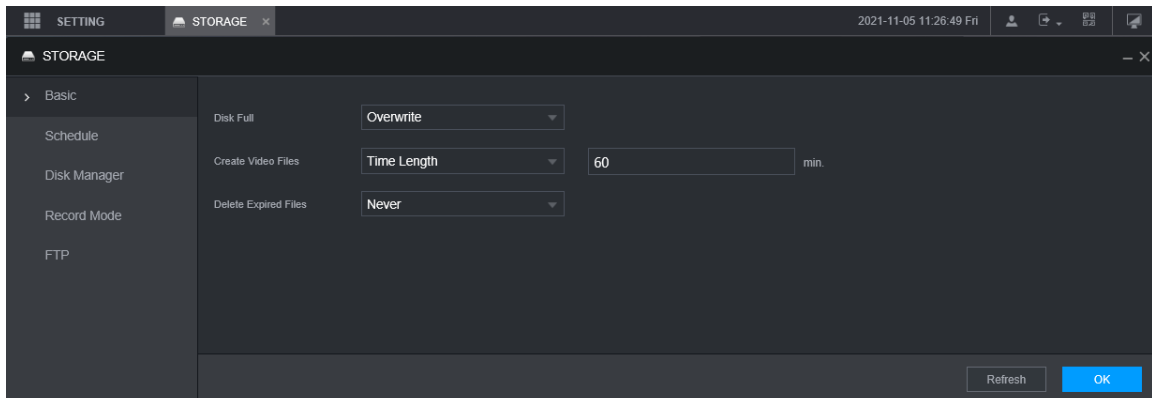 SETTING STORAGE × 2021-11-05 11:26:49 Fri
STORAGE
Basic
Schedule
Disk Manager
Record Mode
FTP
Disk Full Overwrite
Create Video Files Time Length 60 min.
Delete Expired Files Never
Refresh OK